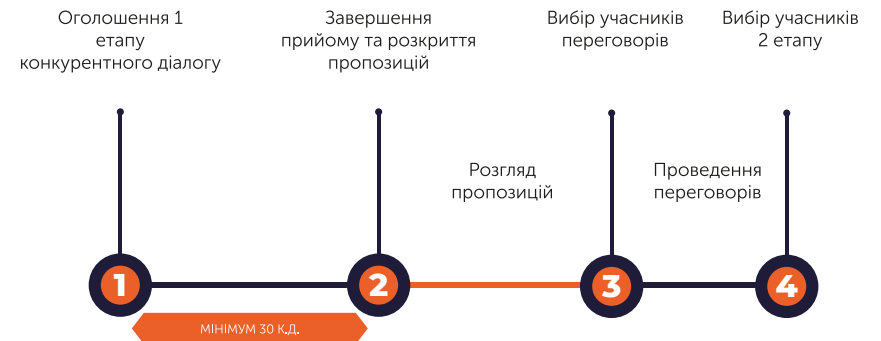 Оголошення 1
етапу
конкурентного діалогу
Завершення
прийому та розкриття
пропозицій
Вибір учасників
переговорів
Вибір учасників
2 етапу
Розгляд
пропозицій
Проведення
переговорів
1
2
3
4
МІНІМУМ 30 К.Д.